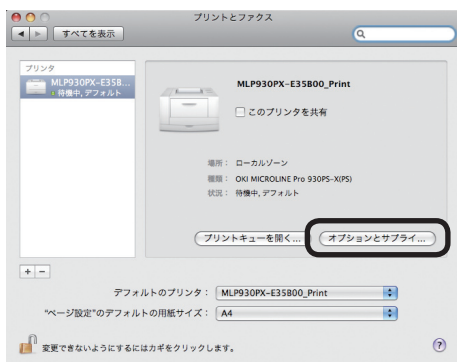 プリントとファクス
すべてを表示
プリンタ
MLP930PX-E35B...
待機中, デフォルト
MLP930PX-E35B00_Print
このプリンタを共有
場所： ローカルゾーン
種類： OKI MICROLINE Pro 930PS-X(PS)
状況： 待機中, デフォルト
プリントキューを開く... オプションとサプライ...
+ −
デフォルトのプリンタ： MLP930PX-E35B00_Print
"ページ設定"のデフォルトの用紙サイズ： A4
変更できないようにするにはカギをクリックします。 ?